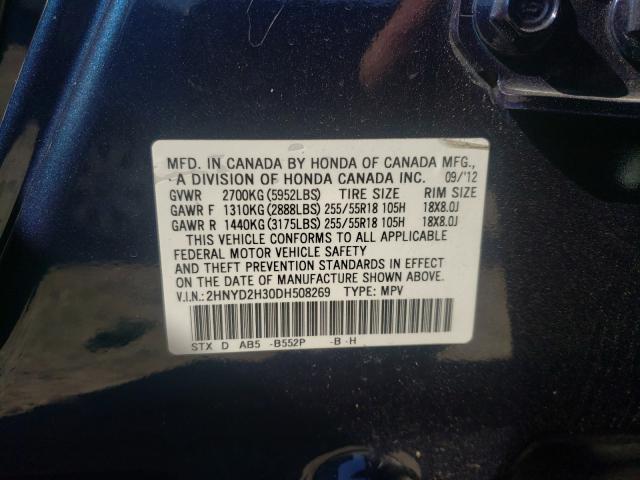 MFD. IN CANADA BY HONDA OF CANADA MFG.,
A DIVISION OF HONDA CANADA INC. 09/'12
GVWR 2700KG (5952LBS) TIRE SIZE RIM SIZE
GAWR F 1310KG (2888LBS) 255/55R18 105H 18X8.0J
GAWR R 1440KG (3175LBS) 255/55R18 105H 18X8.0J
THIS VEHICLE CONFORMS TO ALL APPLICABLE
FEDERAL MOTOR VEHICLE SAFETY
AND THEFT PREVENTION STANDARDS IN EFFECT
ON THE DATE OF MANUFACTURE SHOWN ABOVE.
V.I.N.: 2HNYD2H30DH508269 TYPE: MPV
STX D AB5 -B552P -B -H